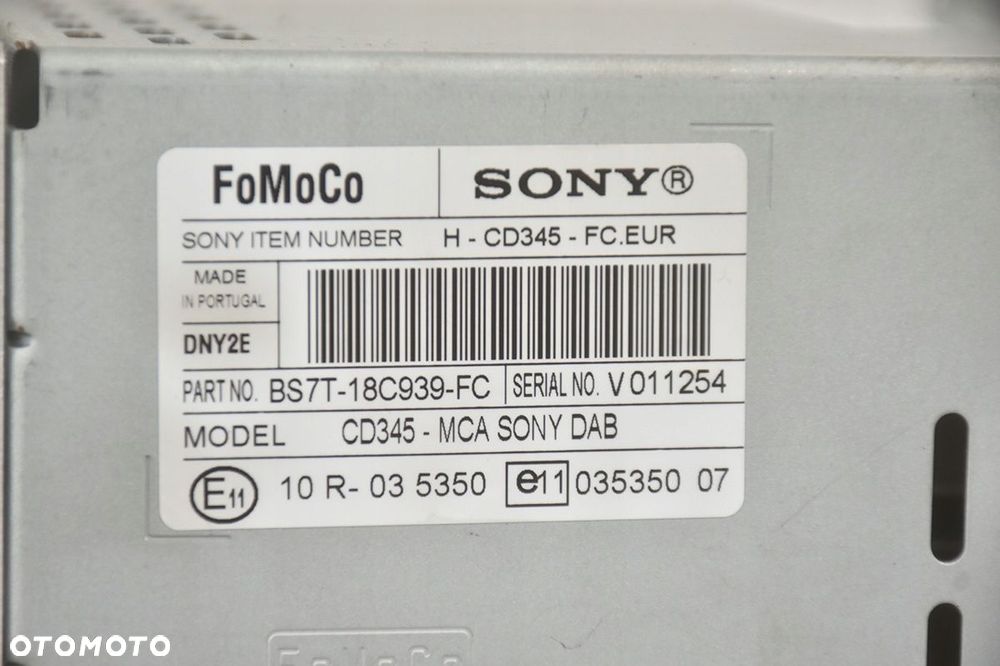 FoMoCo SONY®
SONY ITEM NUMBER H - CD345 - FC.EUR
MADE
IN PORTUGAL
DNY2E
PART NO. BS7T-18C939-FC SERIAL NO. V 011254
MODEL CD345 - MCA SONY DAB
E11 10 R- 03 5350 e11 035350 07
FoMoCo
OTOMOTO